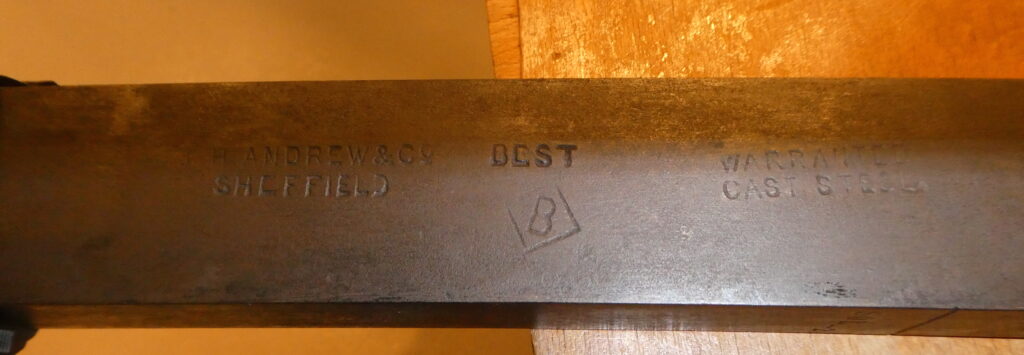 H. ANDREW & CO
SHEFFIELD
BEST
B
WARRANTED
CAST STEEL